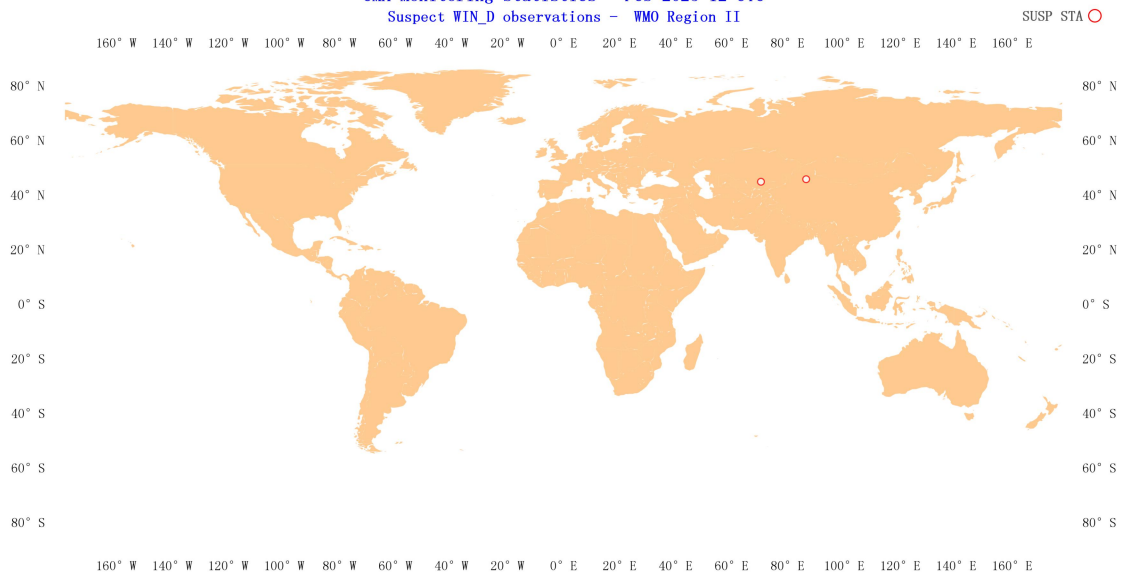 Suspect WIN_D observations - WMO Region II
SUSP STA
160° W 140° W 120° W 100° W 80° W 60° W 40° W 20° W 0° E 20° E 40° E 60° E 80° E 100° E 120° E 140° E 160° E
80° N 80° N
60° N 60° N
40° N 40° N
20° N 20° N
0° S 0° S
20° S 20° S
40° S 40° S
60° S 60° S
80° S 80° S
160° W 140° W 120° W 100° W 80° W 60° W 40° W 20° W 0° E 20° E 40° E 60° E 80° E 100° E 120° E 140° E 160° E